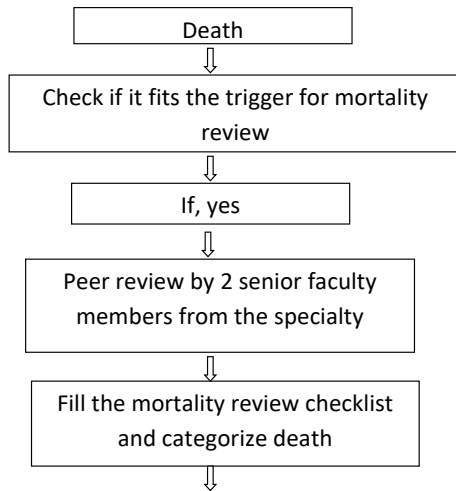 Death
Check if it fits the trigger for mortality
review
If, yes
Peer review by 2 senior faculty
members from the specialty
Fill the mortality review checklist
and categorize death